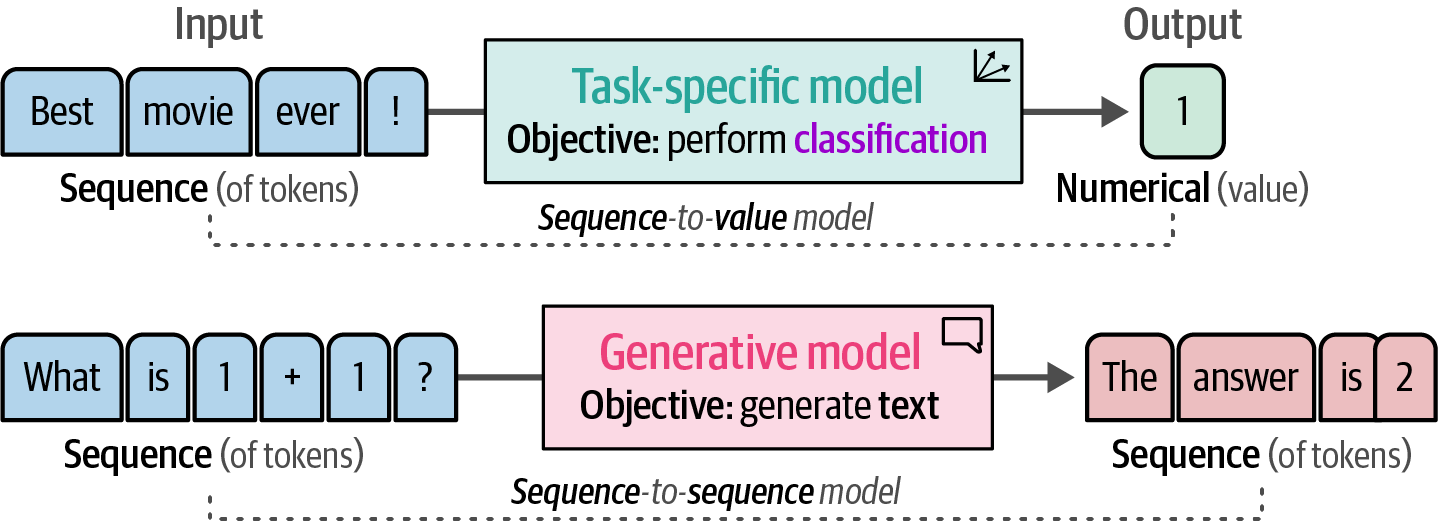 Input
Output
Best movie ever !
Task-specific model
Objective: perform classification
1
Sequence (of tokens)
Numerical (value)
Sequence-to-value model
What is 1 + 1 ?
Generative model
Objective: generate text
The answer is 2
Sequence (of tokens)
Sequence (of tokens)
Sequence-to-sequence model